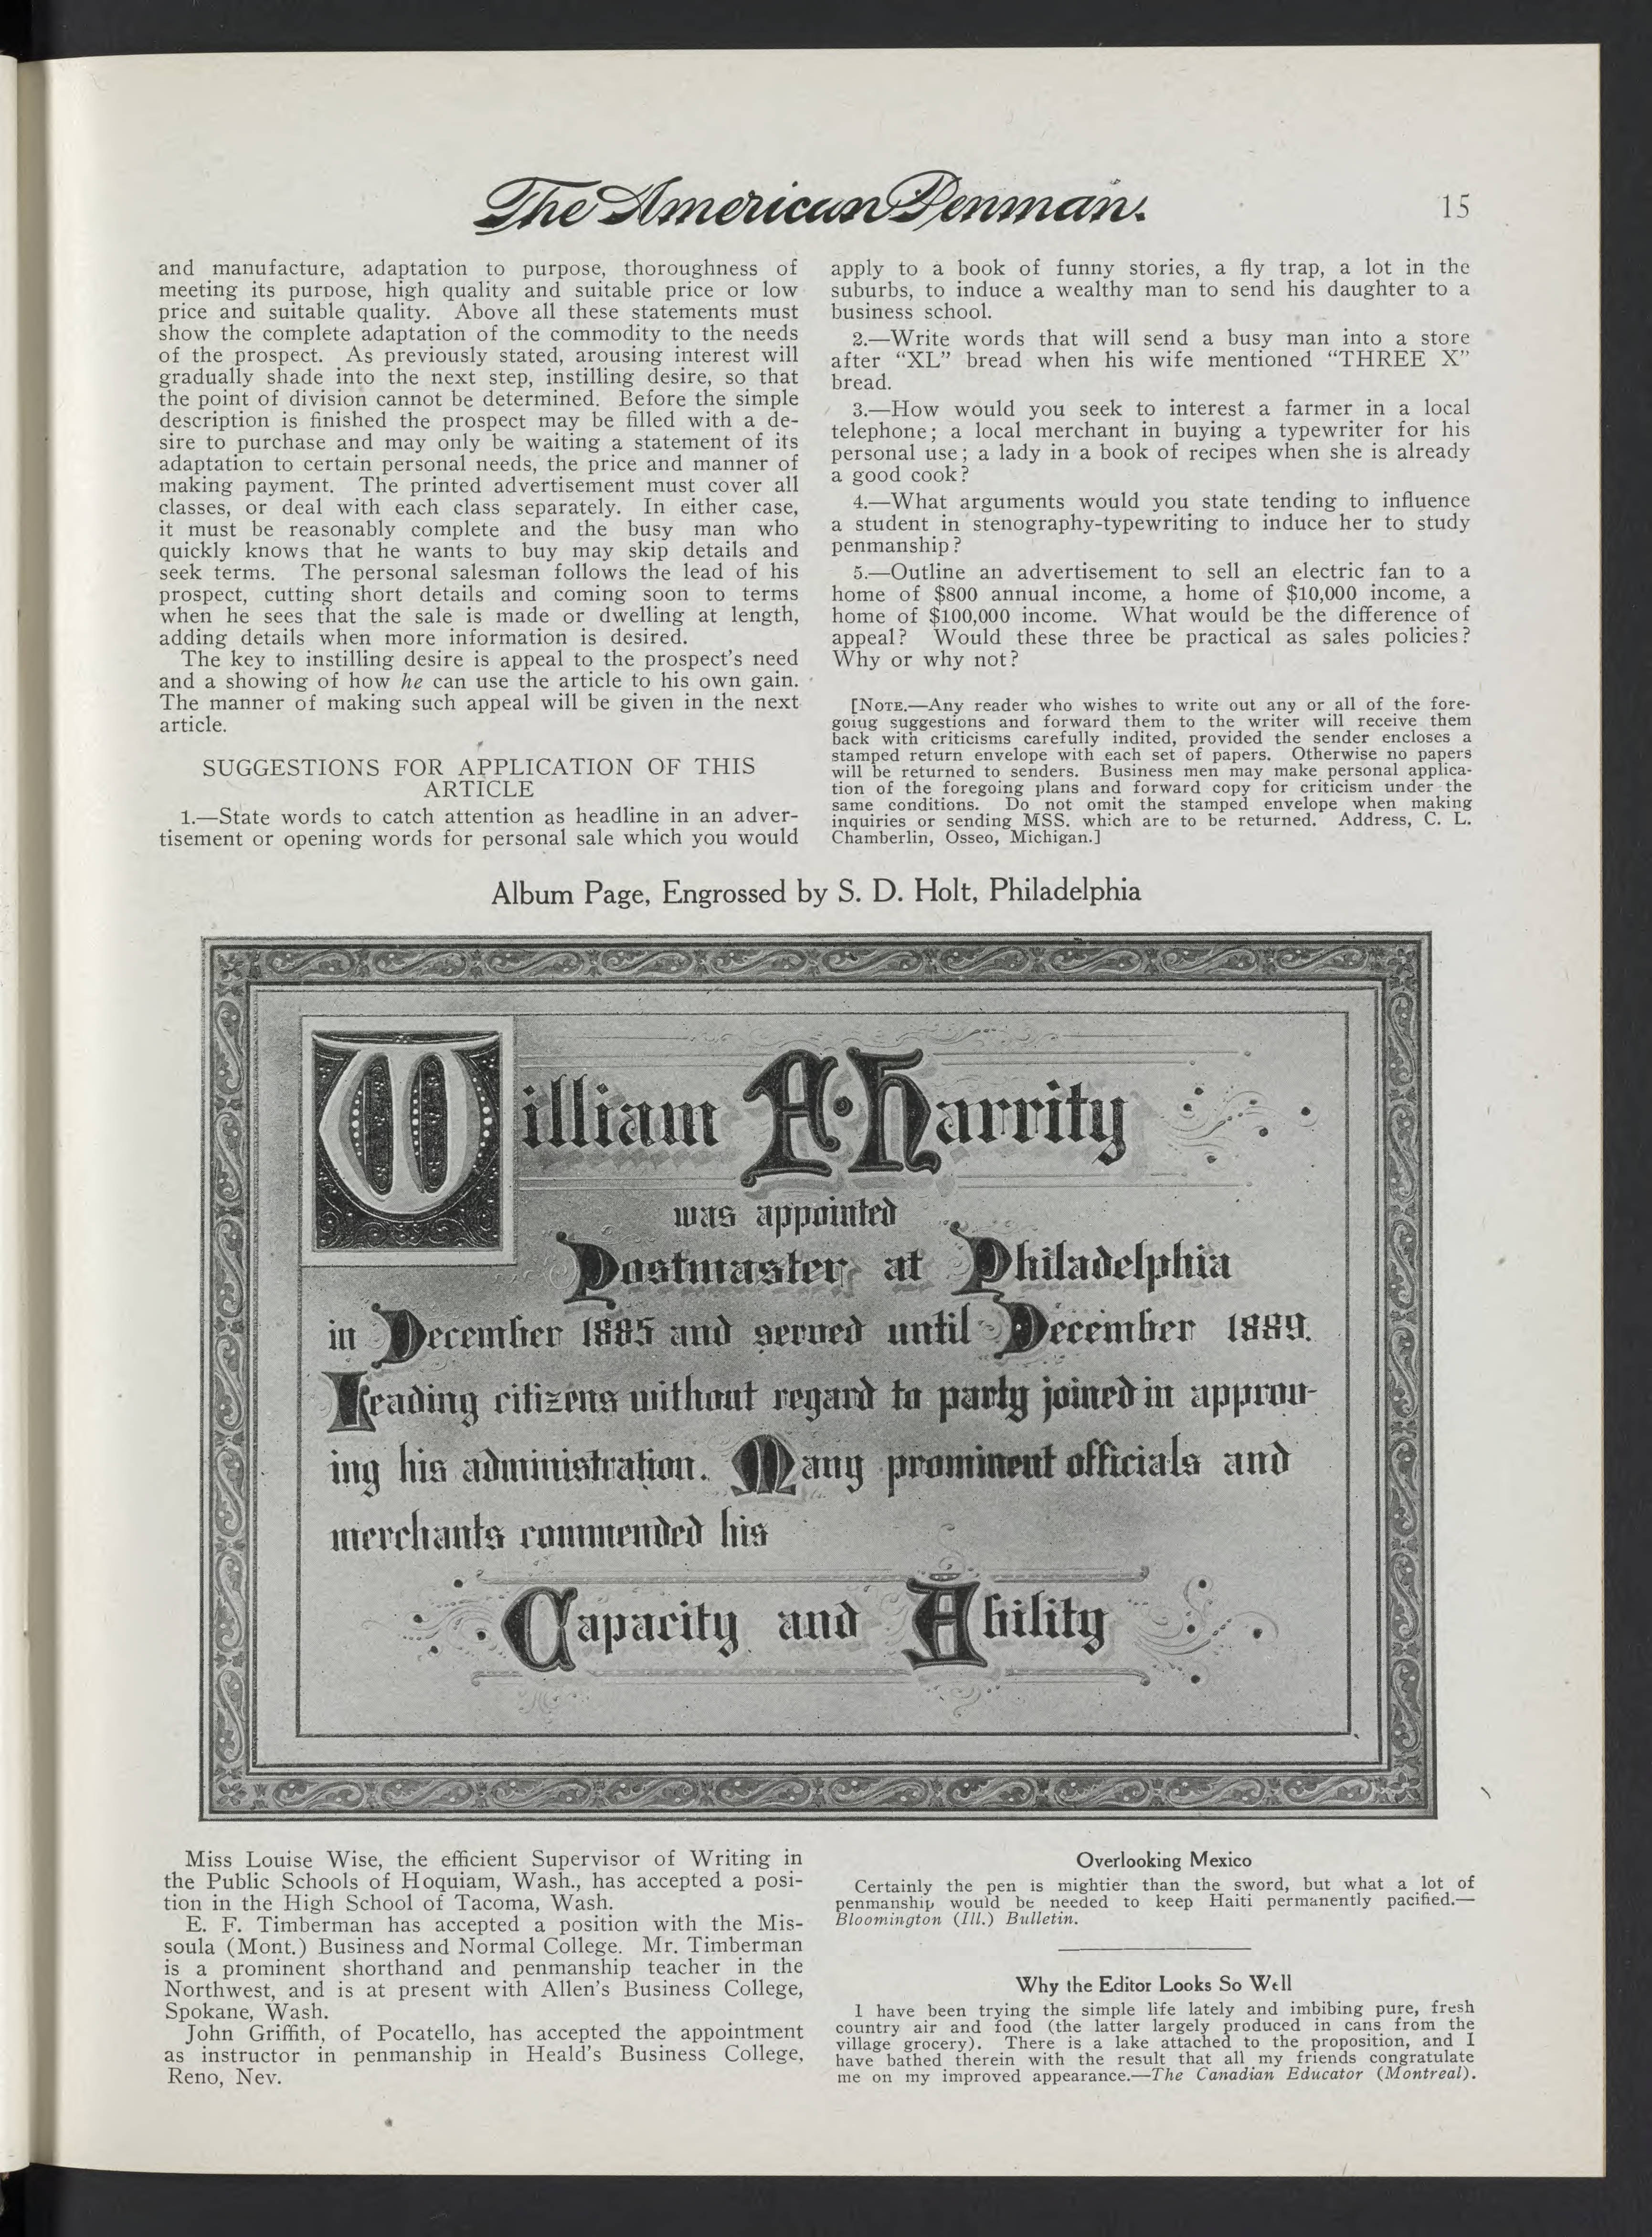 The American Penman.
15
and manufacture, adaptation to purpose, thoroughness of
meeting its purpose, high quality and suitable price or low
price and suitable quality. Above all these statements must
show the complete adaptation of the commodity to the needs
of the prospect. As previously stated, arousing interest will
gradually shade into the next step, instilling desire, so that
the point of division cannot be determined. Before the simple
description is finished the prospect may be filled with a de-
sire to purchase and may only be waiting a statement of its
adaptation to certain personal needs, the price and manner of
making payment. The printed advertisement must cover all
classes, or deal with each class separately. In either case,
it must be reasonably complete and the busy man who
quickly knows that he wants to buy may skip details and
seek terms. The personal salesman follows the lead of his
prospect, cutting short details and coming soon to terms
when he sees that the sale is made or dwelling at length,
adding details when more information is desired.
The key to instilling desire is appeal to the prospect's need
and a showing of how he can use the article to his own gain.
The manner of making such appeal will be given in the next
article.
SUGGESTIONS FOR APPLICATION OF THIS
ARTICLE
1.—State words to catch attention as headline in an adver-
tisement or opening words for personal sale which you would
apply to a book of funny stories, a fly trap, a lot in the
suburbs, to induce a wealthy man to send his daughter to a
business school.
2.—Write words that will send a busy man into a store
after "XL" bread when his wife mentioned "THREE X"
bread.
3.—How would you seek to interest a farmer in a local
telephone; a local merchant in buying a typewriter for his
personal use; a lady in a book of recipes when she is already
a good cook?
4.—What arguments would you state tending to influence
a student in stenography-typewriting to induce her to study
penmanship?
5.—Outline an advertisement to sell an electric fan to a
home of $800 annual income, a home of $10,000 income, a
home of $100,000 income. What would be the difference of
appeal? Would these three be practical as sales policies?
Why or why not?
[NOTE.—Any reader who wishes to write out any or all of the fore-
goiug suggestions and forward them to the writer will receive them
back with criticisms carefully indited, provided the sender encloses a
stamped return envelope with each set of papers. Otherwise no papers
will be returned to senders. Business men may make personal applica-
tion of the foregoing plans and forward copy for criticism under the
same conditions. Do not omit the stamped envelope when making
inquiries or sending MSS. which are to be returned. Address, C. L.
Chamberlin, Osseo, Michigan.]
Album Page, Engrossed by S. D. Holt, Philadelphia
William A. Harrity
was appointed
Postmaster at Philadelphia
in December 1885 and served until December 1889.
Leading citizens without regard to party joined in approv-
ing his administration. Many prominent officials and
merchants commended his
Capacity and Ability
Miss Louise Wise, the efficient Supervisor of Writing in
the Public Schools of Hoquiam, Wash., has accepted a posi-
tion in the High School of Tacoma, Wash.
E. F. Timberman has accepted a position with the Mis-
soula (Mont.) Business and Normal College. Mr. Timberman
is a prominent shorthand and penmanship teacher in the
Northwest, and is at present with Allen's Business College,
Spokane, Wash.
John Griffith, of Pocatello, has accepted the appointment
as instructor in penmanship in Heald's Business College,
Reno, Nev.
Overlooking Mexico
Certainly the pen is mightier than the sword, but what a lot of
penmanship would be needed to keep Haiti permanently pacified.—
Bloomington (Ill.) Bulletin.
Why the Editor Looks So Well
I have been trying the simple life lately and imbibing pure, fresh
country air and food (the latter largely produced in cans from the
village grocery). There is a lake attached to the proposition, and I
have bathed therein with the result that all my friends congratulate
me on my improved appearance.—The Canadian Educator (Montreal).